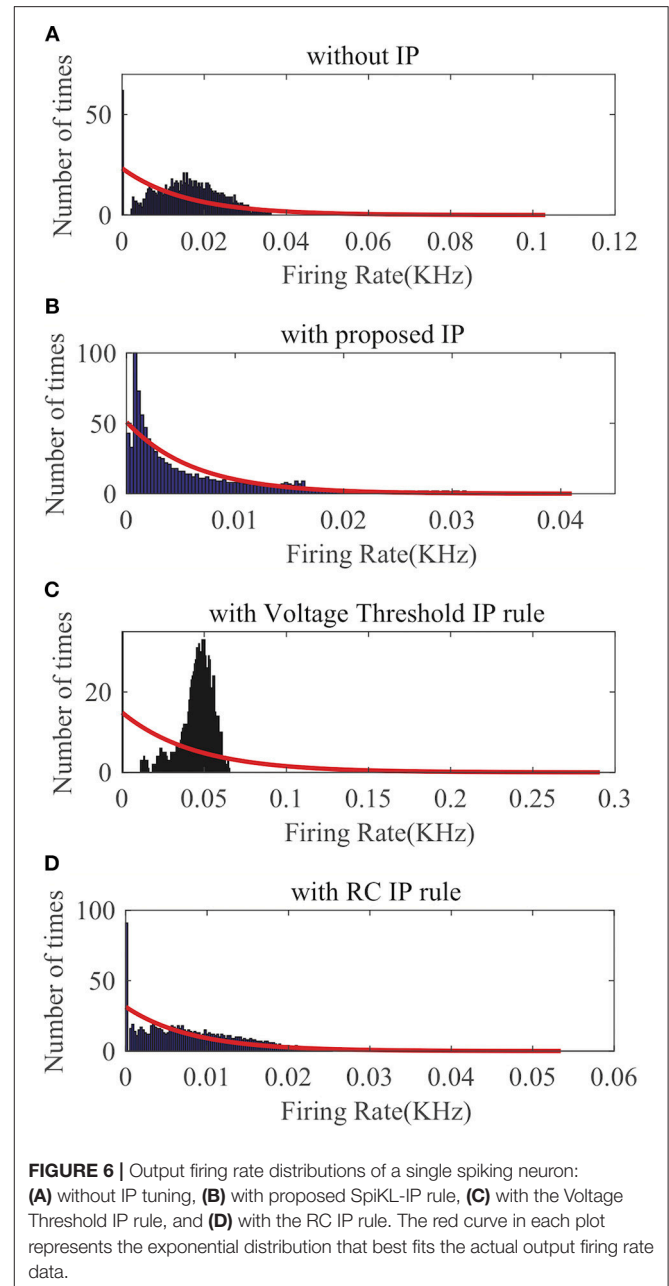 A
without IP
Number of times
50
0
0 0.02 0.04 0.06 0.08 0.1 0.12
Firing Rate(KHz)
B
with proposed IP
Number of times
100
50
0
0 0.01 0.02 0.03 0.04
Firing Rate(KHz)
C
with Voltage Threshold IP rule
Number of times
20
0
0 0.05 0.1 0.15 0.2 0.25 0.3
Firing Rate(KHz)
D
with RC IP rule
Number of times
100
50
0
0 0.01 0.02 0.03 0.04 0.05 0.06
Firing Rate(KHz)
FIGURE 6 | Output firing rate distributions of a single spiking neuron:
(A) without IP tuning, (B) with proposed SpiKL-IP rule, (C) with the Voltage
Threshold IP rule, and (D) with the RC IP rule. The red curve in each plot
represents the exponential distribution that best fits the actual output firing rate
data.